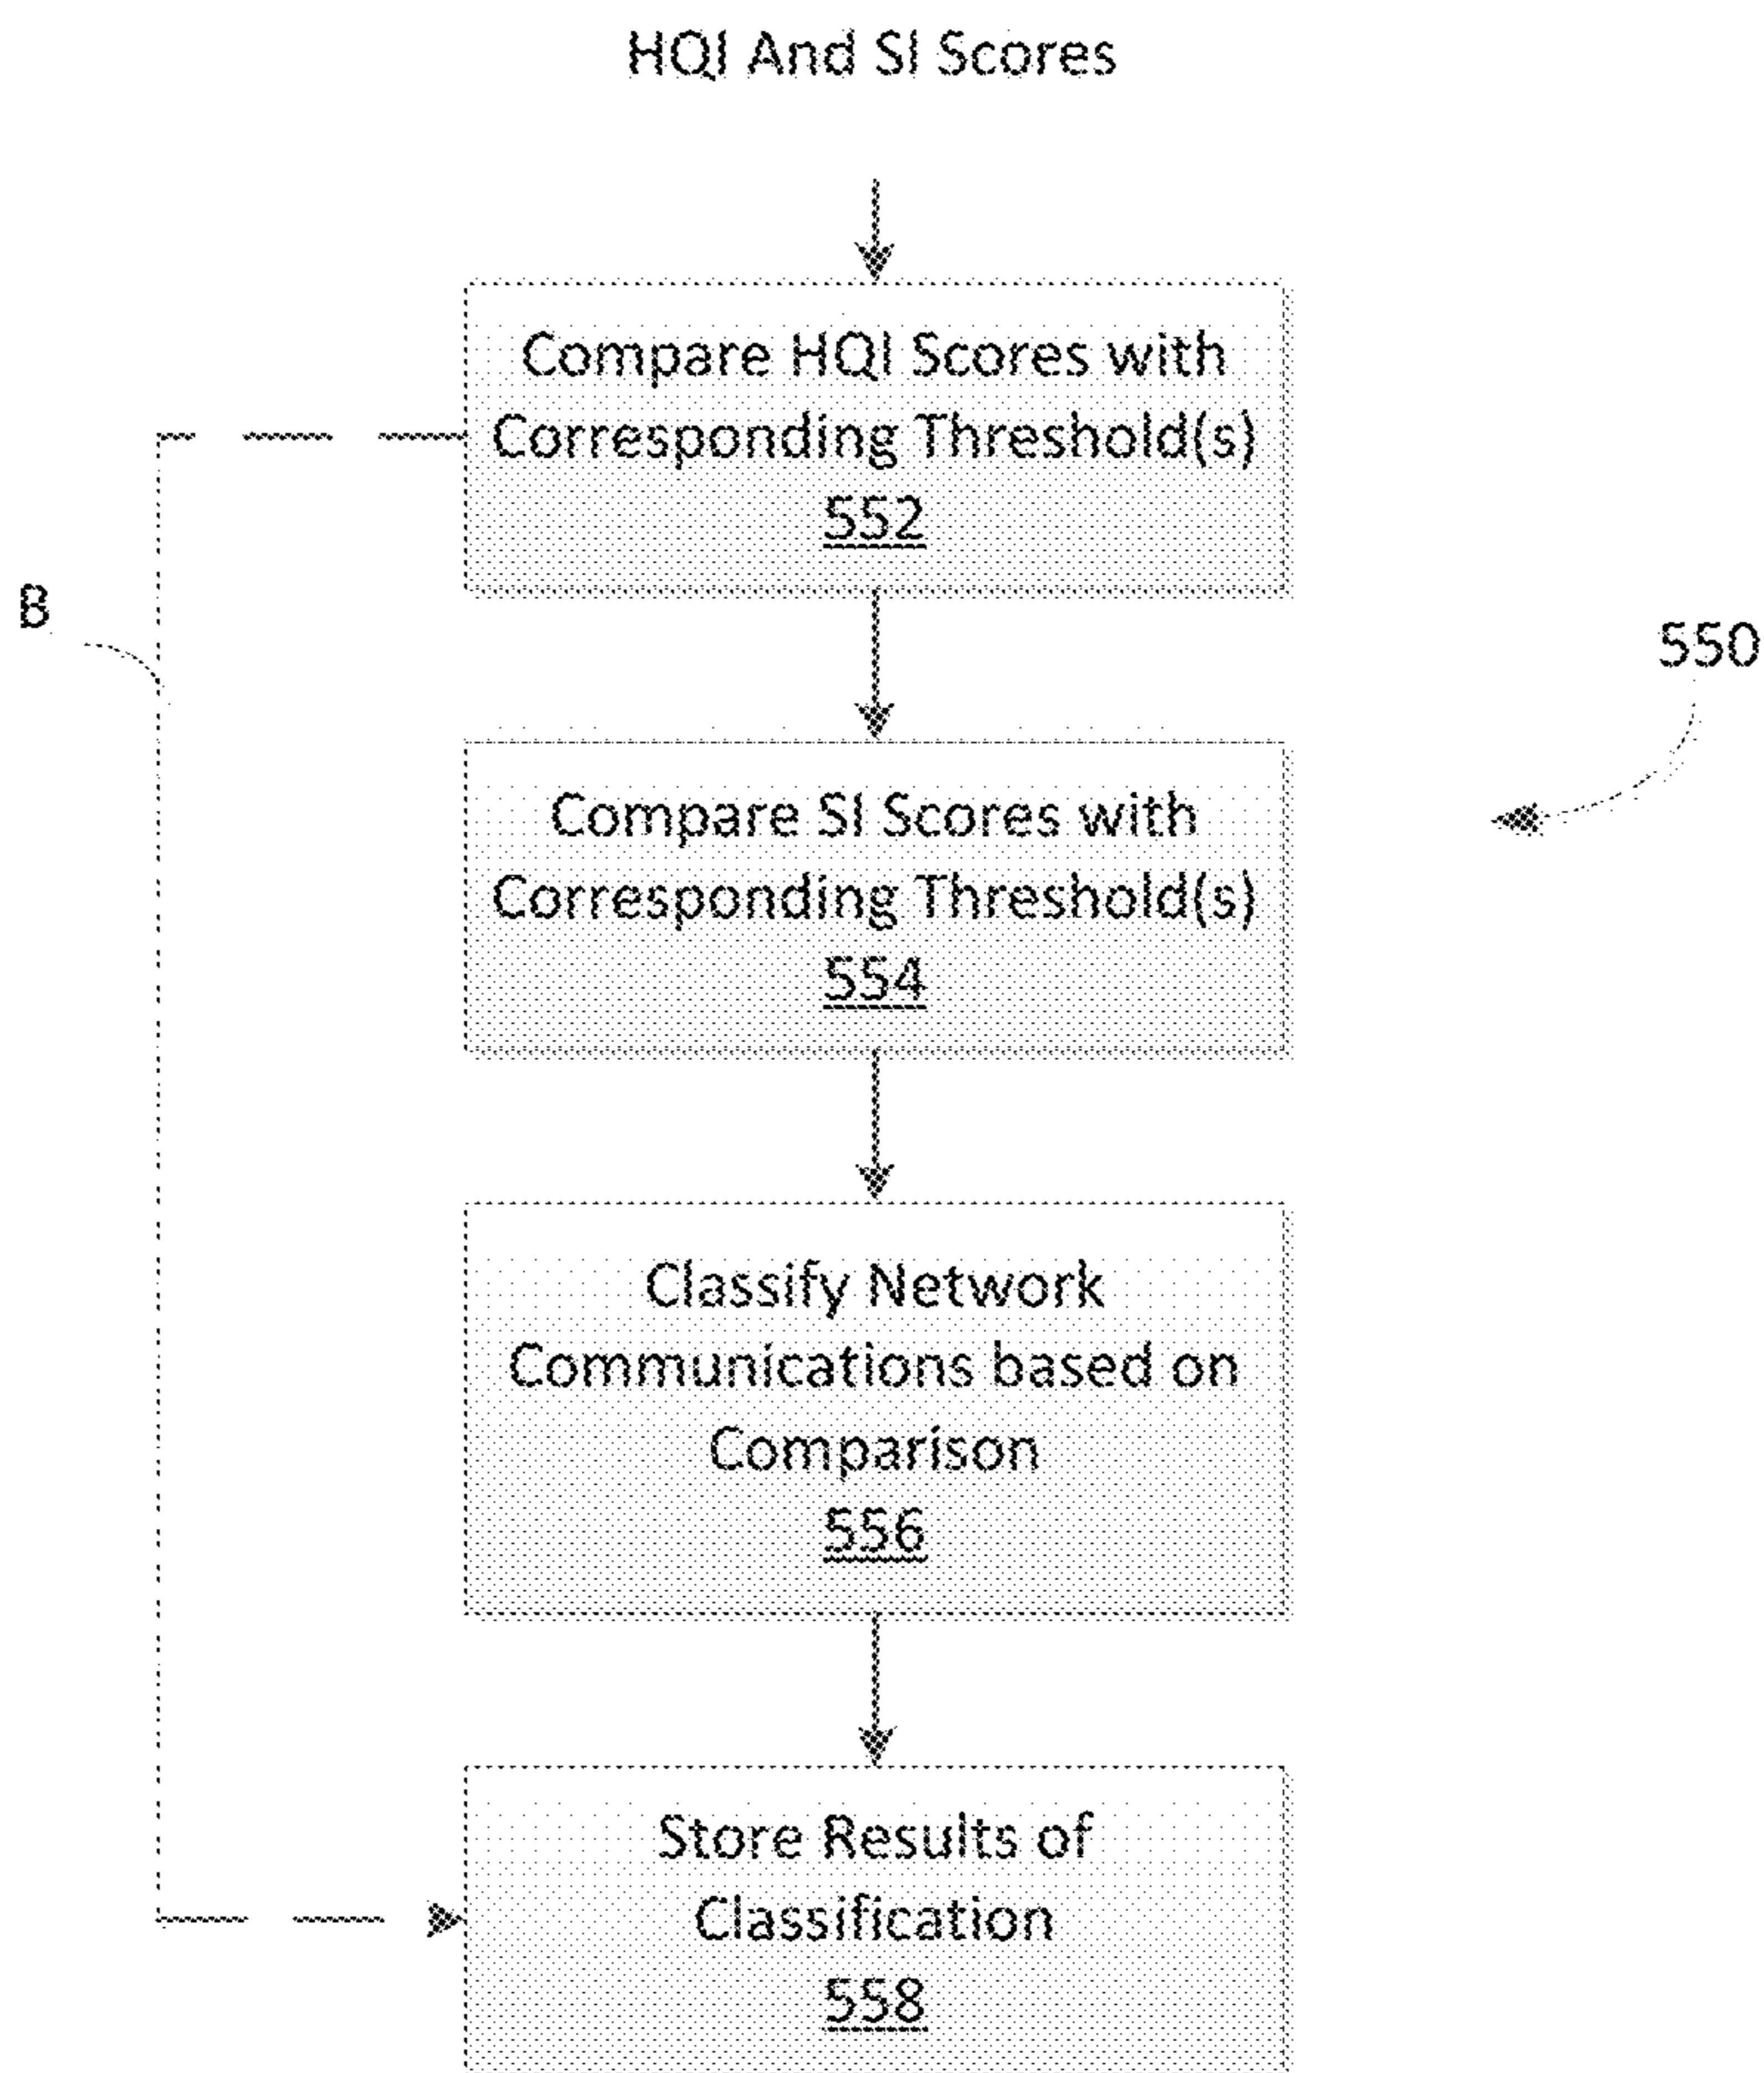 HQI And SI Scores
Compare HQI Scores with
Corresponding Threshold(s)
552
B
550
Compare SI Scores with
Corresponding Threshold(s)
554
Classify Network
Communications based on
Comparison
556
Store Results of
Classification
558